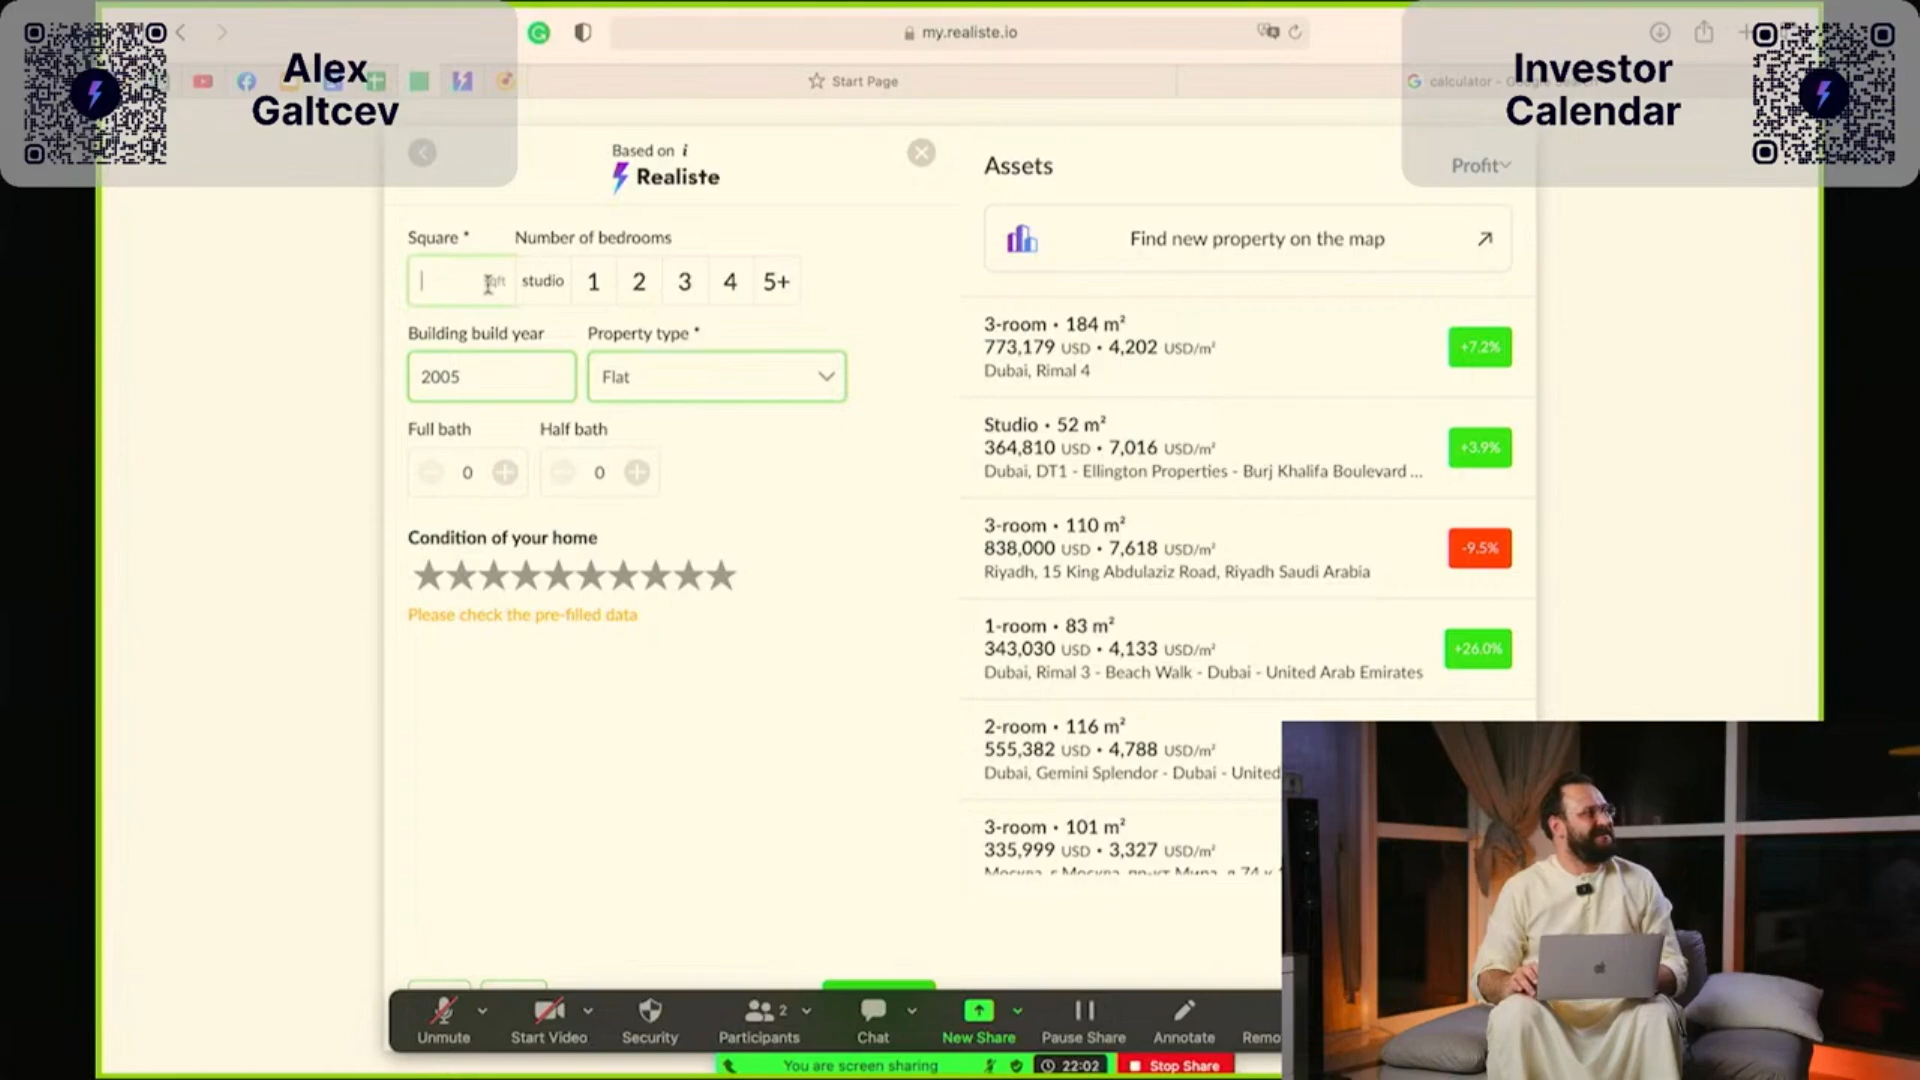 Alex
Galtcev
my.realiste.io
Investor
Calendar
Start Page
calculator - Google Search
Based on i
Realiste
Assets
Profit
Square *
Number of bedrooms
sqft
studio
1
2
3
4
5+
Find new property on the map
Building build year
Property type *
2005
Flat
Full bath
Half bath
0
0
Condition of your home
Please check the pre-filled data
3-room • 184 m²
773,179 USD • 4,202 USD/m²
Dubai, Rimal 4
+7.2%
Studio • 52 m²
364,810 USD • 7,016 USD/m²
Dubai, DT1 - Ellington Properties - Burj Khalifa Boulevard ...
+3.9%
3-room • 110 m²
838,000 USD • 7,618 USD/m²
Riyadh, 15 King Abdulaziz Road, Riyadh Saudi Arabia
-9.5%
1-room • 83 m²
343,030 USD • 4,133 USD/m²
Dubai, Rimal 3 - Beach Walk - Dubai - United Arab Emirates
+26.0%
2-room • 116 m²
555,382 USD • 4,788 USD/m²
Dubai, Gemini Splendor - Dubai - United
3-room • 101 m²
335,999 USD • 3,327 USD/m²
Unmute
Start Video
Security
2
Participants
Chat
New Share
Pause Share
Annotate
Remo
You are screen sharing
22:02
Stop Share